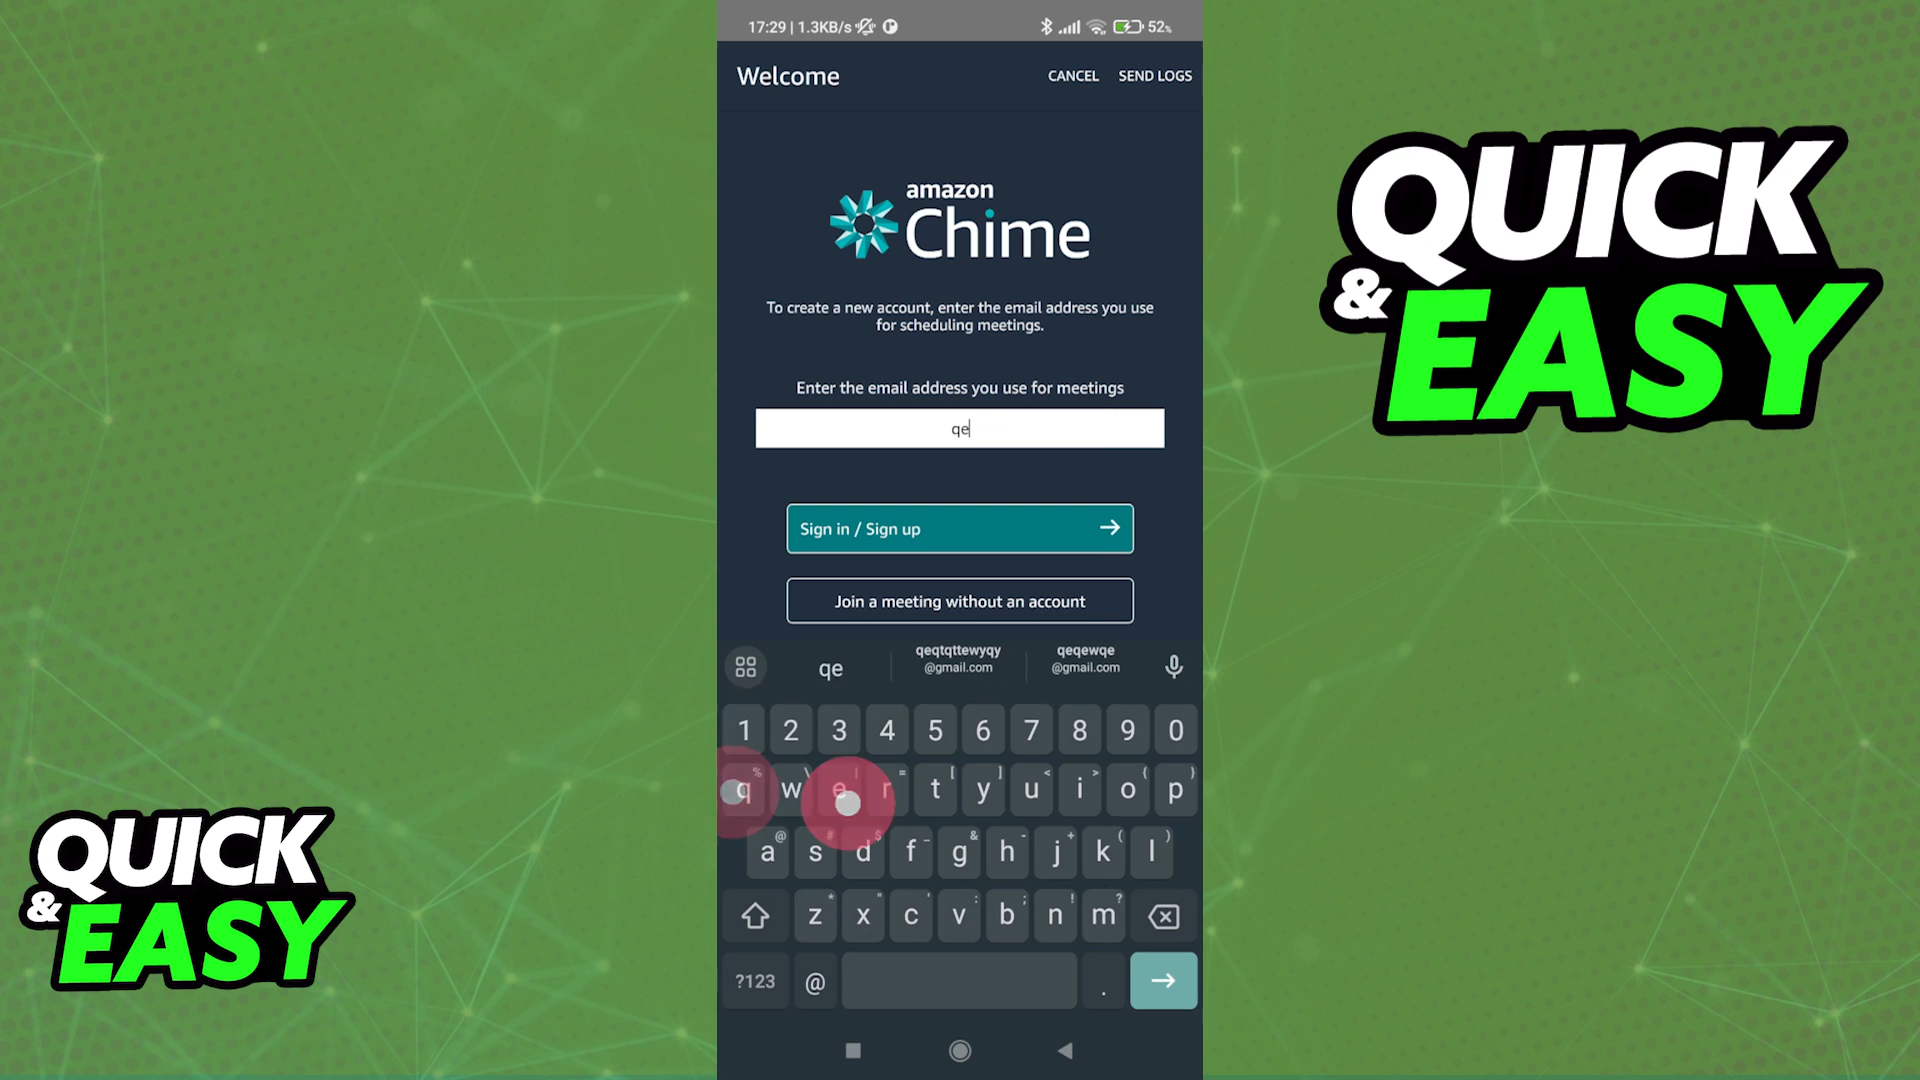 17:29 | 1.3KB/s
52%
Welcome
CANCEL SEND LOGS
amazon
Chime
To create a new account, enter the email address you use
for scheduling meetings.
Enter the email address you use for meetings
qe
Sign in / Sign up
Join a meeting without an account
qe
qeqtqttewyqy
@gmail.com
qeqewqe
@gmail.com
1 2 3 4 5 6 7 8 9 0
% \ | = [ ] < > { }
q w e r t y u i o p
@ # $ _ & - + ( )
a s d f g h j k l
* " ' : ; ! ?
z x c v b n m
?123 @ .
QUICK
& EASY
QUICK
& EASY